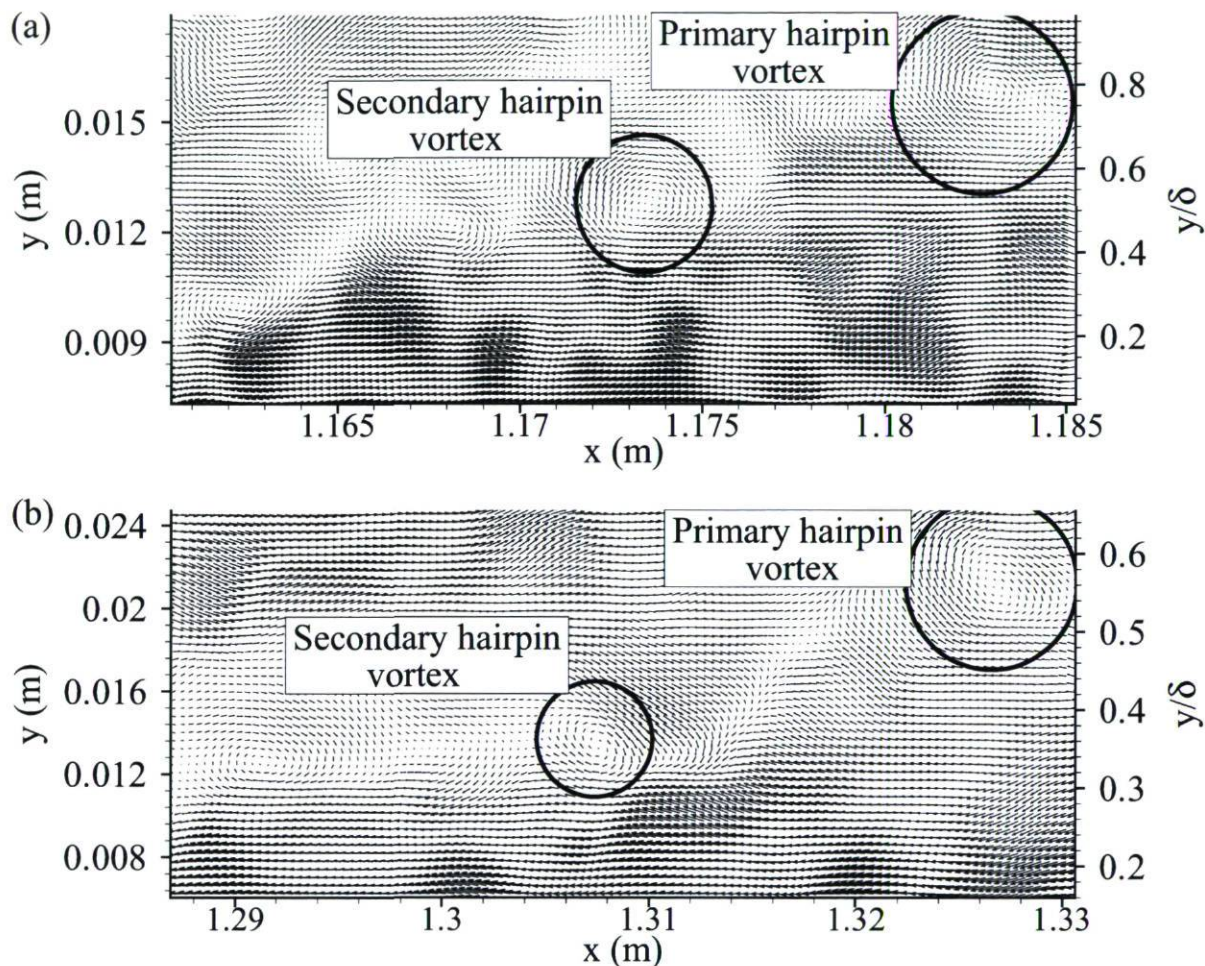 (a)
Primary hairpin
vortex
Secondary hairpin
vortex
0.015
0.012
0.009
y (m)
0.8
0.6
0.4
0.2
y/δ
1.165 1.17 1.175 1.18 1.185
x (m)
(b)
Primary hairpin
vortex
Secondary hairpin
vortex
0.024
0.02
0.016
0.012
0.008
y (m)
0.6
0.5
0.4
0.3
0.2
y/δ
1.29 1.3 1.31 1.32 1.33
x (m)